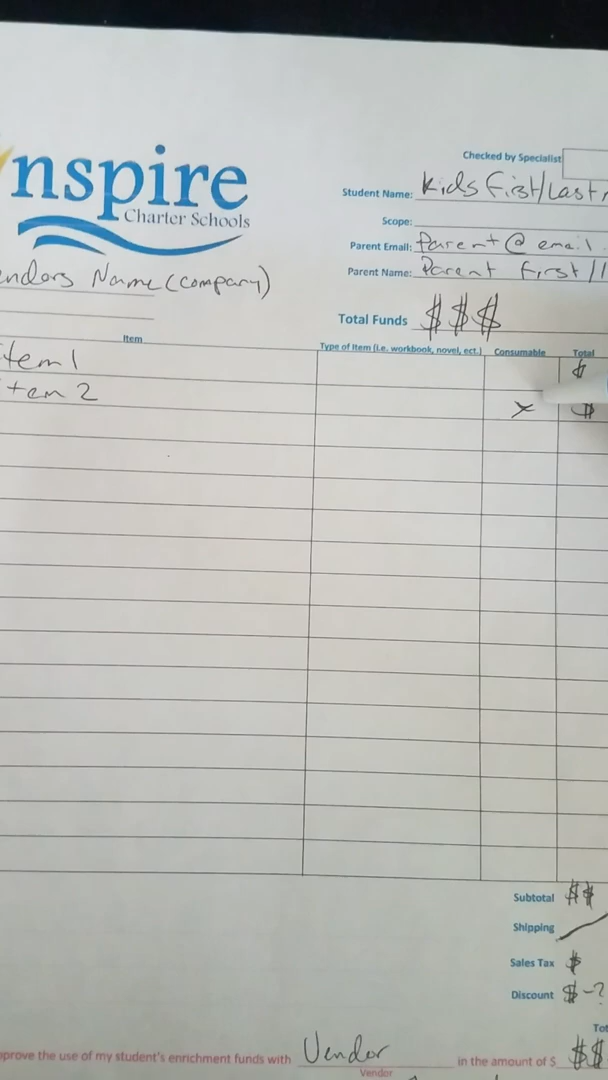 Checked by Specialist
nspire
Charter Schools
Student Name: Kids first/Last
Scope:
Parent Email: Parent@email
Parent Name: Parent first/
enders Name (company)
Total Funds $$$
Item Type of Item (i.e. workbook, novel, ect.) Consumable Total
tem 1 $
tem 2 x $
Subtotal $$
Shipping
Sales Tax $
Discount $-?
Tot
pprove the use of my student's enrichment funds with Vendor in the amount of $ $$
Vendor